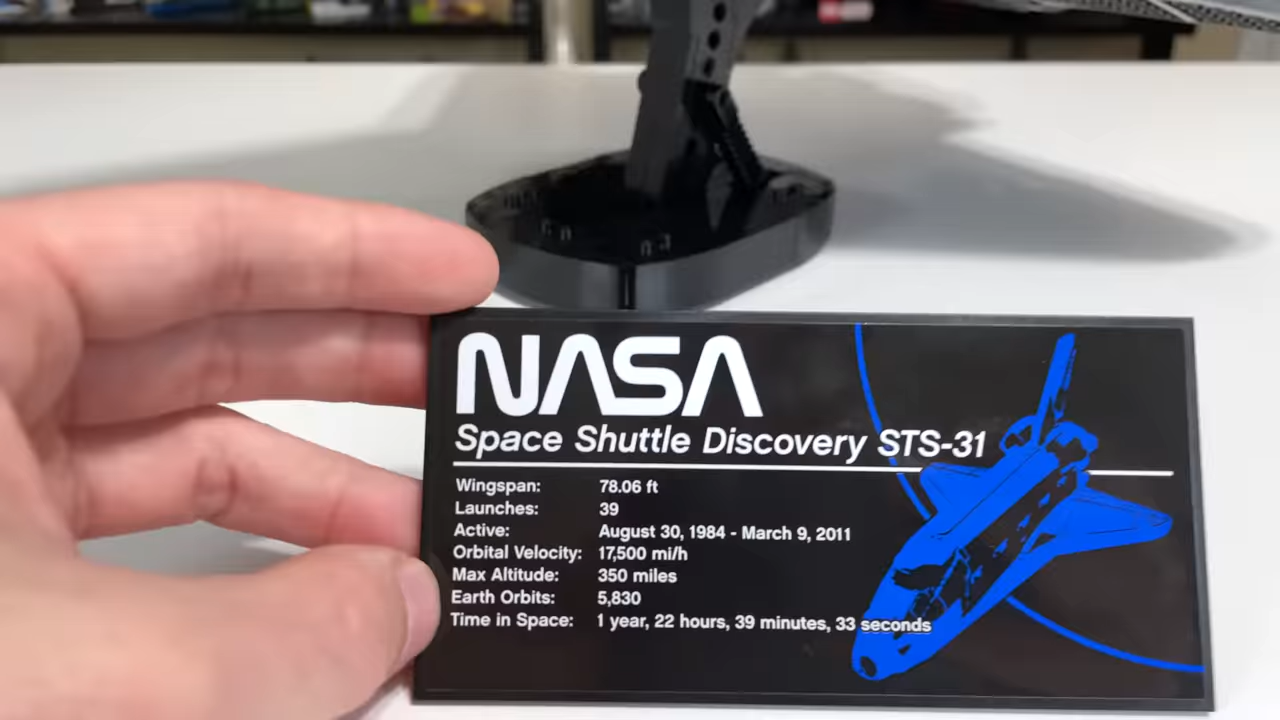 NASA
Space Shuttle Discovery STS-31
Wingspan: 78.06 ft
Launches: 39
Active: August 30, 1984 - March 9, 2011
Orbital Velocity: 17,500 mi/h
Max Altitude: 350 miles
Earth Orbits: 5,830
Time in Space: 1 year, 22 hours, 39 minutes, 33 seconds